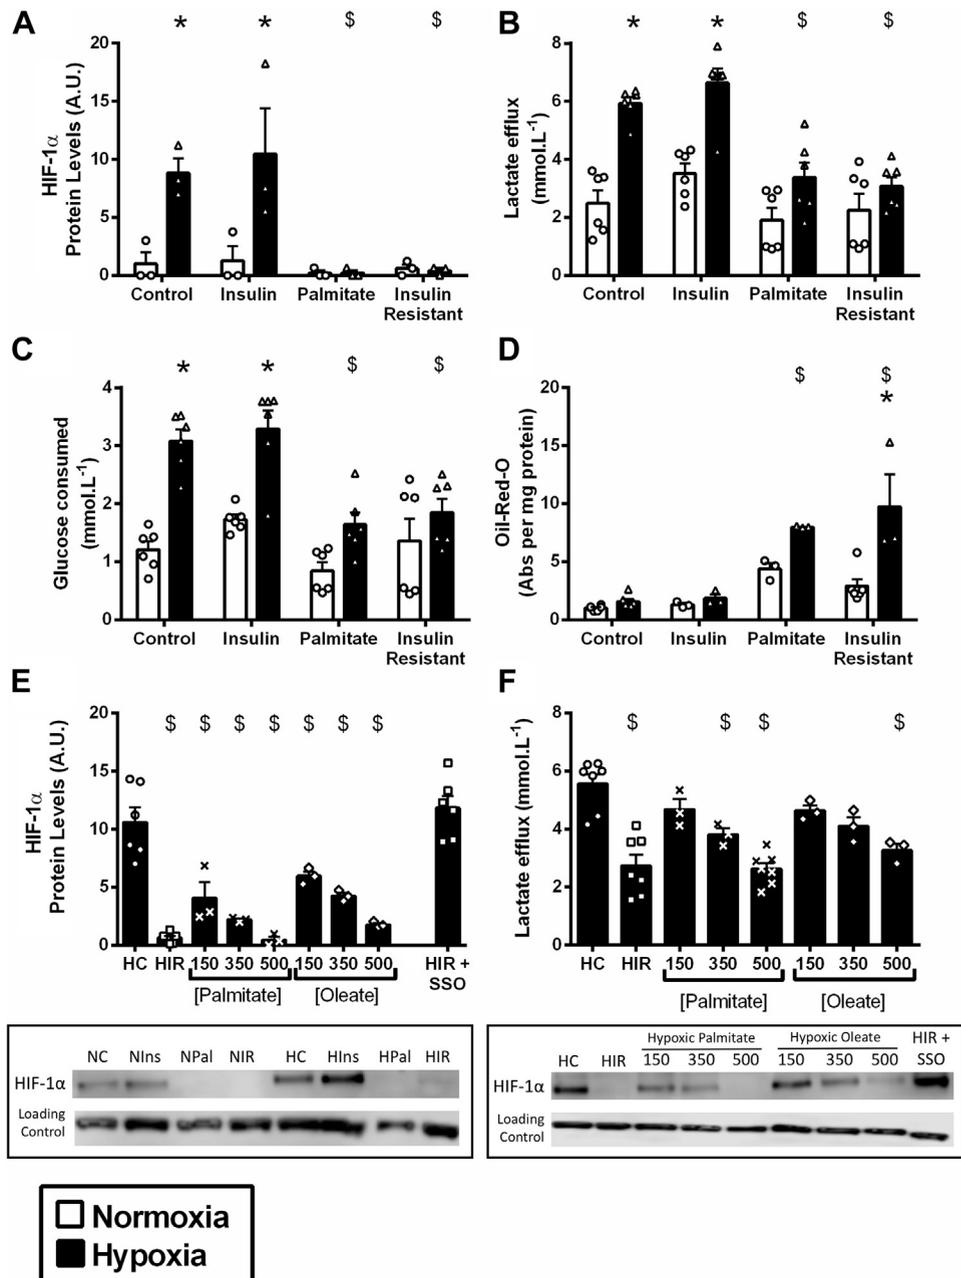 A
* * $ $
HIF-1α
Protein Levels (A.U.)
20
15
10
5
0
Control Insulin Palmitate Insulin
Resistant
B
* * $ $
Lactate efflux
(mmol.L-1)
8
6
4
2
0
Control Insulin Palmitate Insulin
Resistant
C
* * $ $
Glucose consumed
(mmol.L-1)
4
3
2
1
0
Control Insulin Palmitate Insulin
Resistant
D
$ $
*
Oil-Red-O
(Abs per mg protein)
20
15
10
5
0
Control Insulin Palmitate Insulin
Resistant
E
$ $ $ $ $ $ $
HIF-1α
Protein Levels (A.U.)
20
15
10
5
0
HC HIR 150 350 500 150 350 500 HIR +
SSO
[Palmitate] [Oleate]
F
$ $ $ $
Lactate efflux (mmol.L-1)
8
6
4
2
0
HC HIR 150 350 500 150 350 500
[Palmitate] [Oleate]
NC NIns NPal NIR HC HIns HPal HIR
HIF-1α
Loading
Control
Hypoxic Palmitate Hypoxic Oleate HIR +
HC HIR 150 350 500 150 350 500 SSO
HIF-1α
Loading
Control
Normoxia
Hypoxia